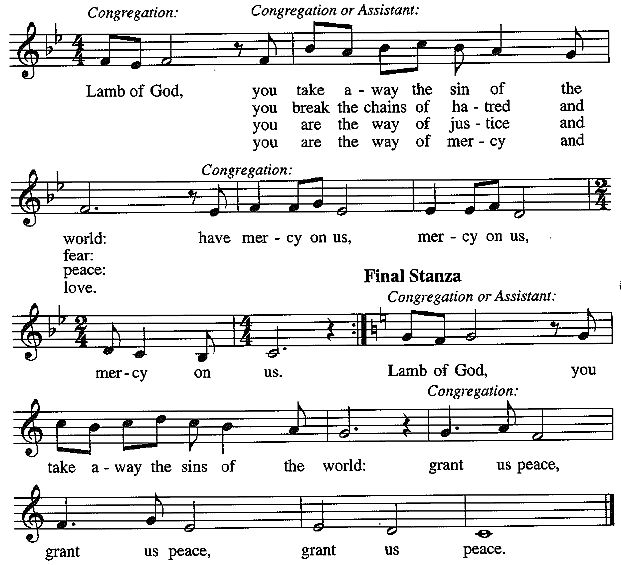 Congregation: Congregation or Assistant:
Lamb of God, you take a - way the sin of the
you break the chains of ha - tred and
you are the way of jus - tice and
you are the way of mer - cy and
Congregation:
world: have mer - cy on us, mer - cy on us,
fear:
peace:
love.
Final Stanza
Congregation or Assistant:
mer - cy on us. Lamb of God, you
Congregation:
take a - way the sins of the world: grant us peace,
grant us peace, grant us peace.